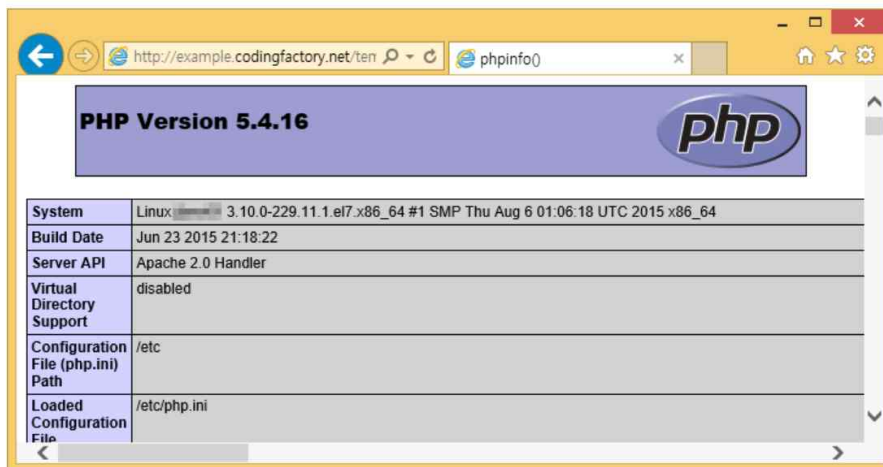 http://example.codingfactory.net/ten
phpinfo()
PHP Version 5.4.16
php
System
Linux 3.10.0-229.11.1.el7.x86_64 #1 SMP Thu Aug 6 01:06:18 UTC 2015 x86_64
Build Date
Jun 23 2015 21:18:22
Server API
Apache 2.0 Handler
Virtual
Directory
Support
disabled
Configuration
File (php.ini)
Path
/etc
Loaded
Configuration
File
/etc/php.ini